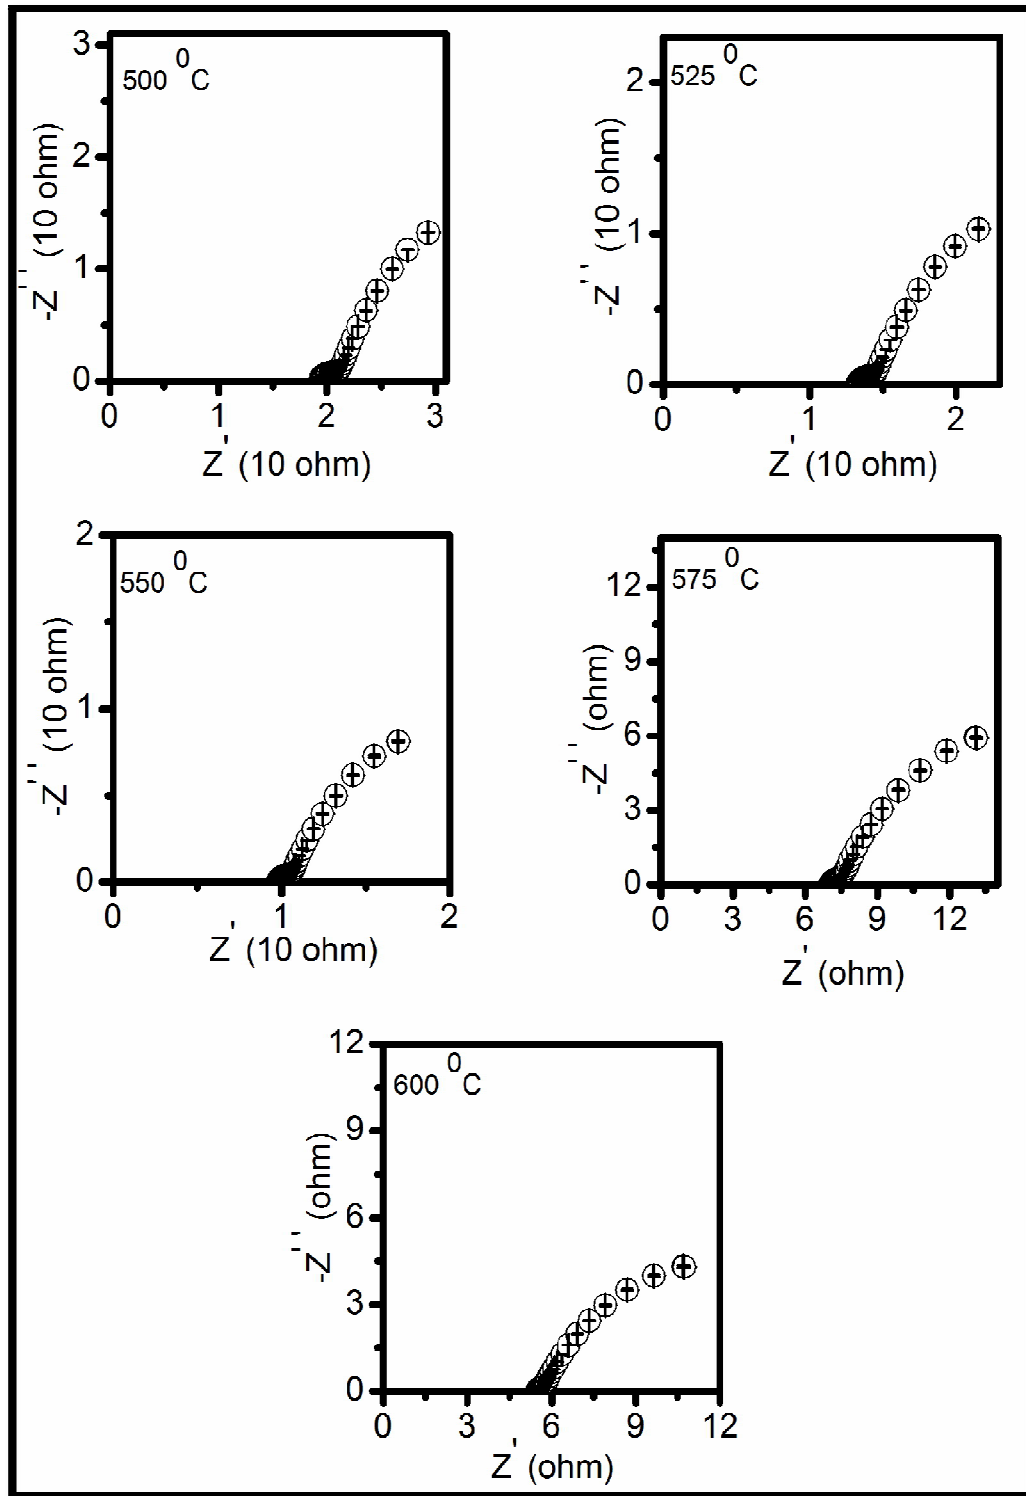 500 ⁰C
3
2
1
0
-Z'' (10 ohm)
0 1 2 3
Z' (10 ohm)
525 ⁰C
2
1
0
-Z'' (10 ohm)
0 1 2
Z' (10 ohm)
550 ⁰C
2
1
0
-Z'' (10 ohm)
0 1 2
Z' (10 ohm)
575 ⁰C
12
9
6
3
0
-Z'' (ohm)
0 3 6 9 12
Z' (ohm)
600 ⁰C
12
9
6
3
0
-Z'' (ohm)
0 3 6 9 12
Z' (ohm)